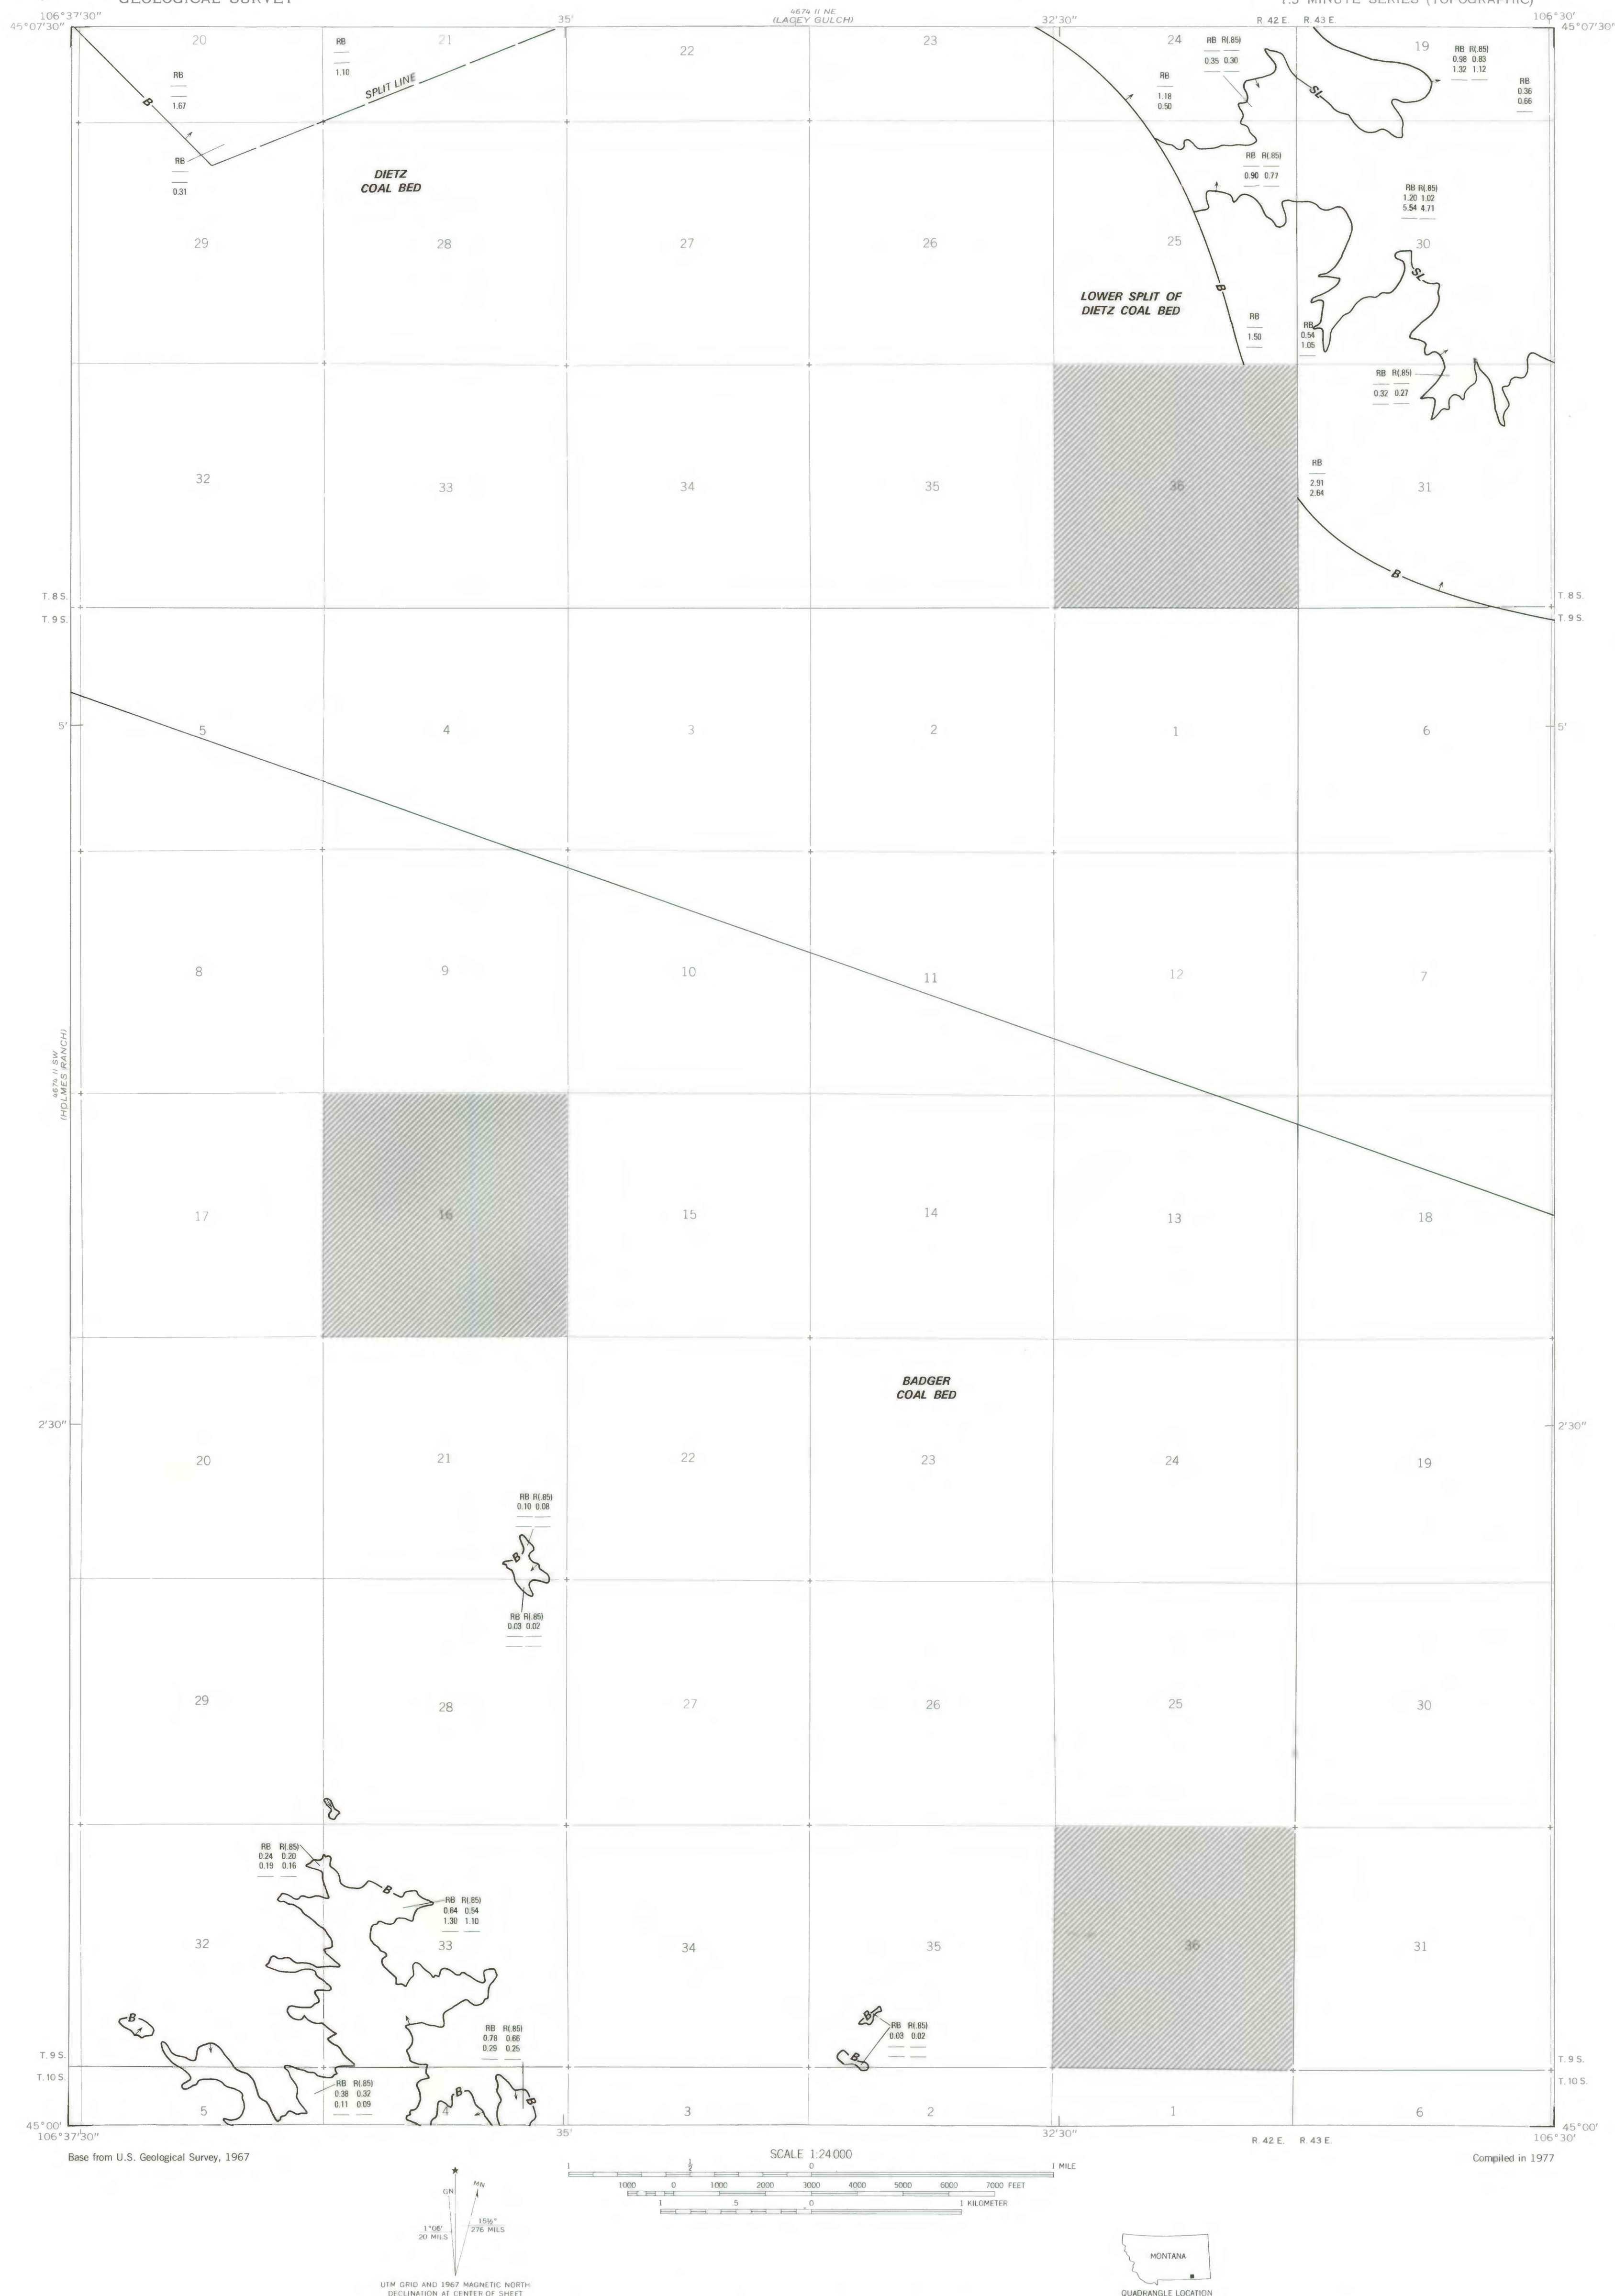 GEOLOGICAL SURVEY
7.5 MINUTE SERIES (TOPOGRAPHIC)
106°37'30"
45°07'30"
35'
4674 II NE
(LACEY GULCH)
32'30"
R. 42 E.
R. 43 E.
106°30'
45°07'30"
20
21
22
23
24
19
RB
1.67
RB
1.10
SPLIT LINE
B
RB
0.31
DIETZ
COAL BED
RB R(.85)
0.35 0.30
RB
1.18
0.50
SL
RB R(.85)
0.98 0.83
1.32 1.12
RB
0.36
0.66
RB R(.85)
0.90 0.77
RB R(.85)
1.20 1.02
5.54 4.71
29
28
27
26
25
30
SL
B
LOWER SPLIT OF
DIETZ COAL BED
RB
1.50
RB
0.54
1.05
RB R(.85)
0.32 0.27
32
33
34
35
36
31
RB
2.91
2.64
B
T. 8 S.
T. 9 S.
T. 8 S.
T. 9 S.
5'
5
4
3
2
1
6
5'
8
9
10
11
12
7
4674 II SW
(HOLMES RANCH)
17
16
15
14
13
18
BADGER
COAL BED
2'30"
2'30"
20
21
22
23
24
19
RB R(.85)
0.10 0.08
B
RB R(.85)
0.03 0.02
29
28
27
26
25
30
RB R(.85)
0.24 0.20
0.19 0.16
B
RB R(.85)
0.64 0.54
1.30 1.10
32
33
34
35
36
31
B
B
RB R(.85)
0.03 0.02
B
RB R(.85)
0.78 0.66
0.29 0.25
T. 9 S.
T. 10 S.
T. 9 S.
T. 10 S.
RB R(.85)
0.38 0.32
0.11 0.09
B
B
5
4
3
2
1
6
45°00'
106°37'30"
35'
32'30"
R. 42 E.
R. 43 E.
45°00'
106°30'
Base from U.S. Geological Survey, 1967
SCALE 1:24 000
Compiled in 1977
1 ½ 0 1 MILE
1000 0 1000 2000 3000 4000 5000 6000 7000 FEET
1 .5 0 1 KILOMETER
GN
MN
1°06'
20 MILS
15½°
276 MILS
UTM GRID AND 1967 MAGNETIC NORTH
DECLINATION AT CENTER OF SHEET
MONTANA
QUADRANGLE LOCATION